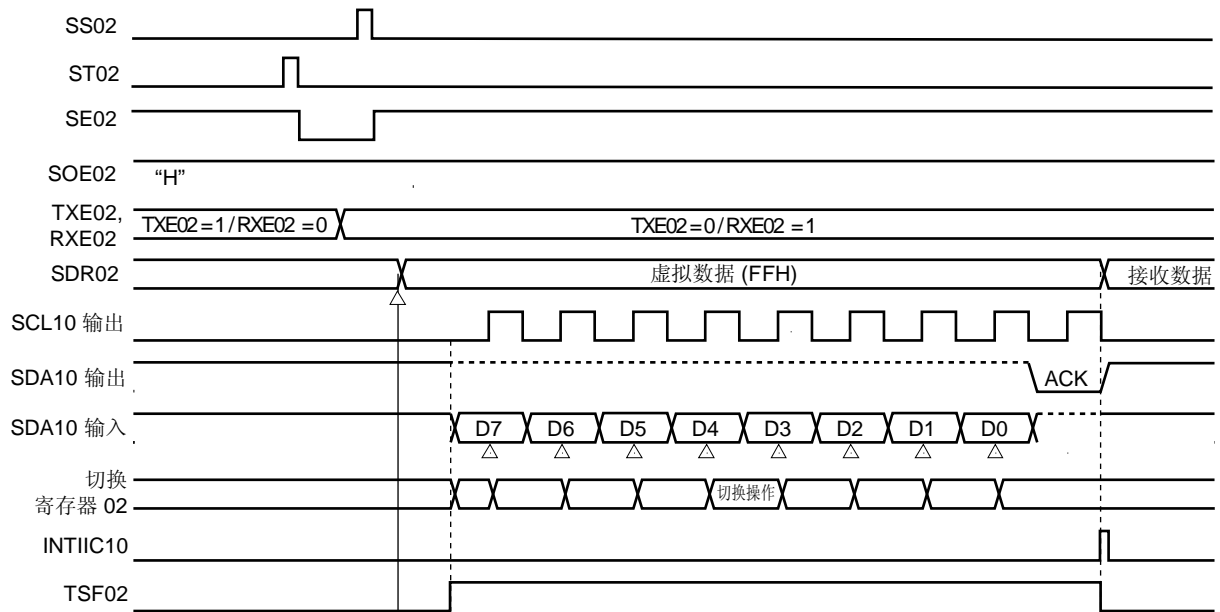 SS02
ST02
SE02
SOE02 “H”
TXE02,
RXE02
TXE02=1/RXE02=0 TXE02=0/RXE02=1
SDR02 虚拟数据 (FFH) 接收数据
SCL10 输出
SDA10 输出 ACK
SDA10 输入 D7 D6 D5 D4 D3 D2 D1 D0
切换
寄存器 02
切换操作
INTIIC10
TSF02